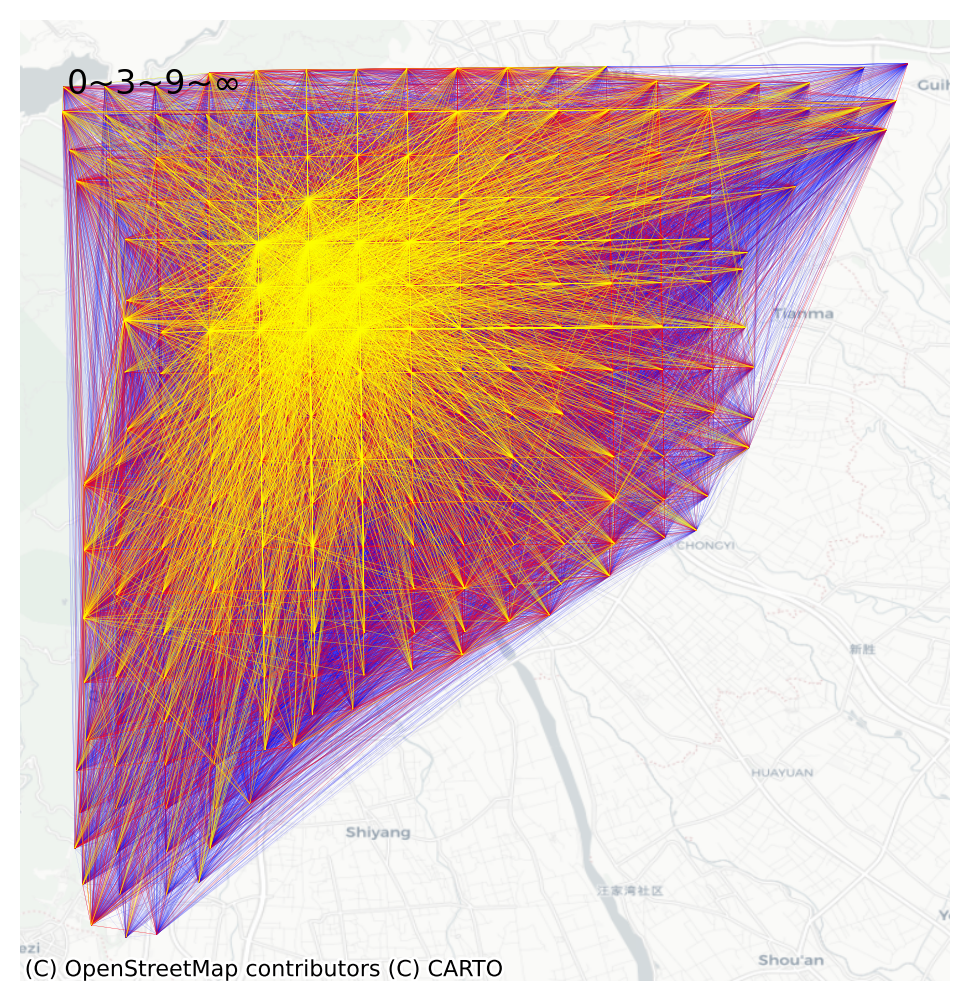 0~3~9~∞
Guih
Tianma
CHONGYI
新胜
HUAYUAN
Shiyang
汪家湾社区
Shou'an
ezi
(C) OpenStreetMap contributors (C) CARTO